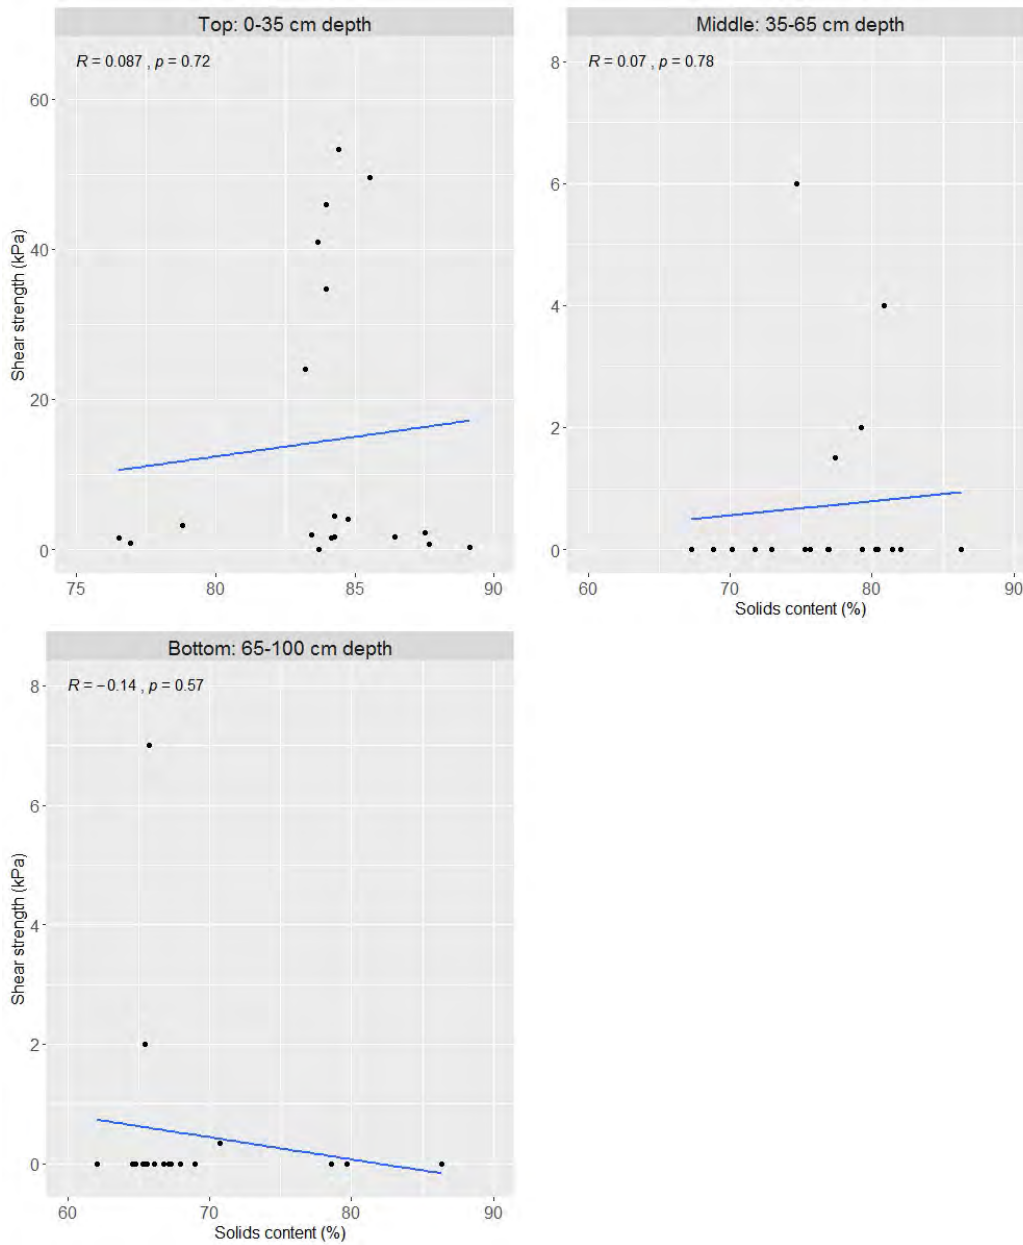 Top: 0-35 cm depth
R = 0.087 , p = 0.72
60
40
20
0
75 80 85 90
Shear strength (kPa)
Middle: 35-65 cm depth
R = 0.07 , p = 0.78
8
6
4
2
0
60 70 80 90
Solids content (%)
Bottom: 65-100 cm depth
R = −0.14 , p = 0.57
8
6
4
2
0
60 70 80 90
Shear strength (kPa)
Solids content (%)